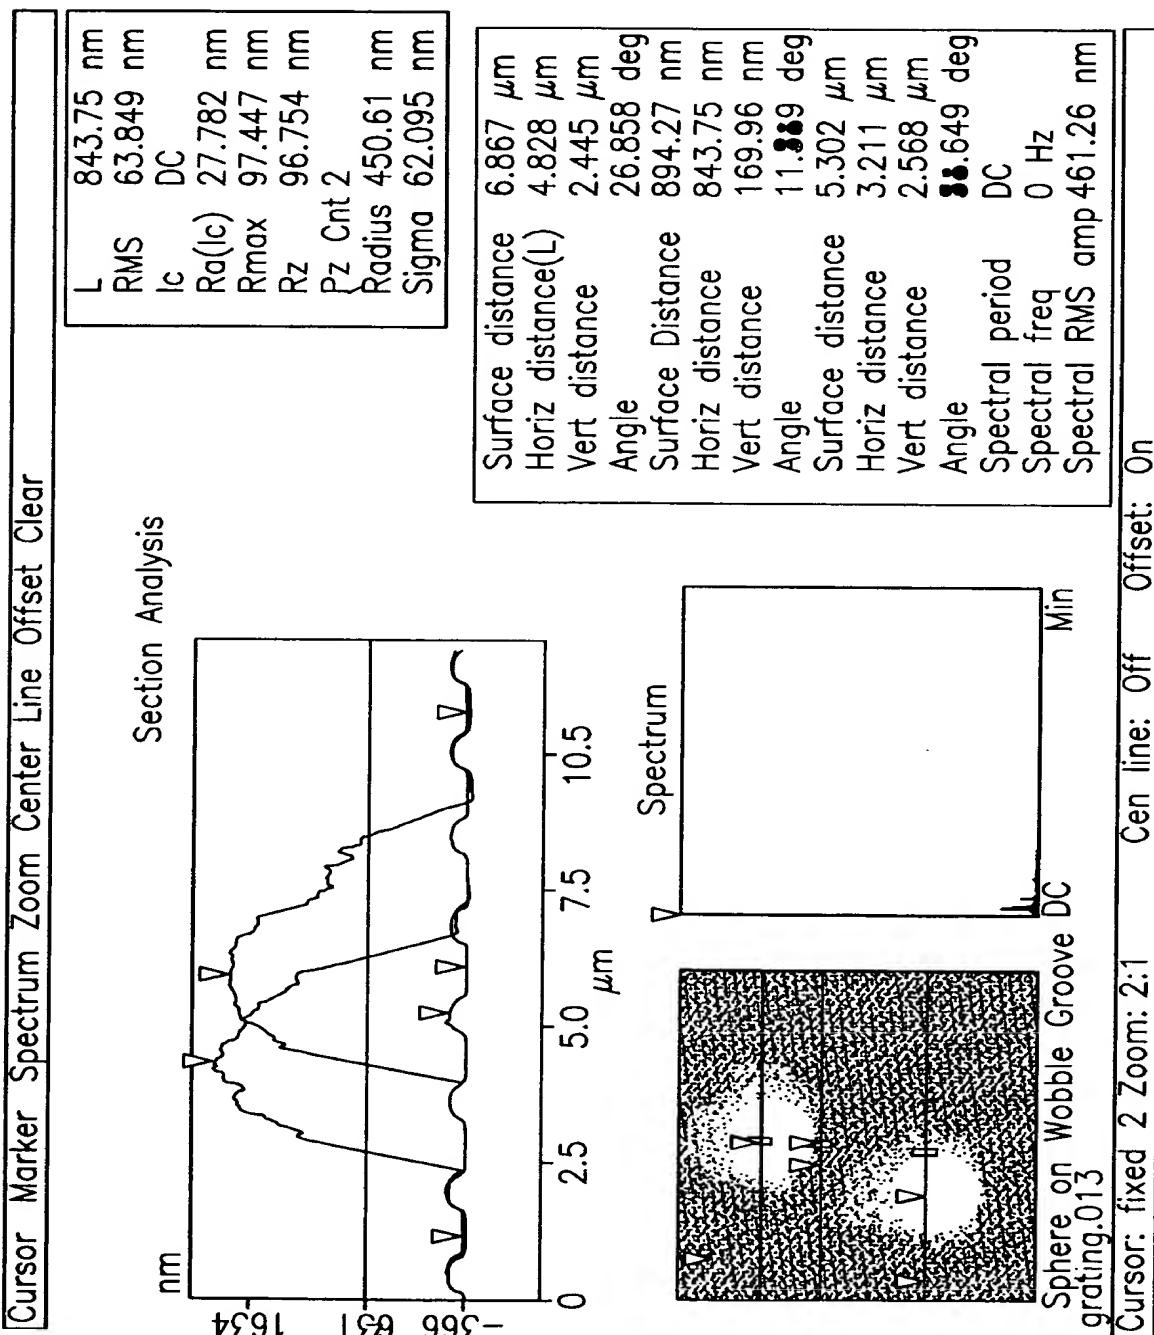 Cursor Marker Spectrum Zoom Center Line Offset Clear
Section Analysis
nm
1634
631
-366
0
2.5
5.0
7.5
10.5
μm
L 843.75 nm
RMS 63.849 nm
lc DC
Ra(lc) 27.782 nm
Rmax 97.447 nm
Rz 96.754 nm
Pz Cnt 2
Radius 450.61 nm
Sigma 62.095 nm
Surface distance 6.867 μm
Horiz distance(L) 4.828 μm
Vert distance 2.445 μm
Angle 26.858 deg
Surface Distance 894.27 nm
Horiz distance 843.75 nm
Vert distance 169.96 nm
Angle deg
Surface distance 5.302 μm
Horiz distance 3.211 μm
Vert distance 2.568 μm
Angle deg
Spectral period DC
Spectral freq 0 Hz
Spectral RMS amp 461.26 nm
Spectrum
DC
Min
Sphere on Wobble Groove
grating.013
Cursor: fixed 2 Zoom: 2:1 Cen line: Off Offset: On